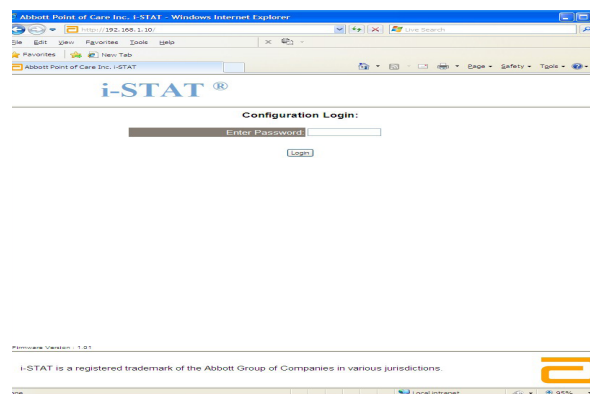 Abbott Point of Care Inc. i-STAT - Windows Internet Explorer
http://192.168.1.10/
Live Search
Edit View Favorites Tools Help
Favorites New Tab
Abbott Point of Care Inc. i-STAT
Page Safety Tools
i-STAT ®
Configuration Login:
Enter Password:
Login
Firmware Version : 1.01
i-STAT is a registered trademark of the Abbott Group of Companies in various jurisdictions.
Local intranet 95%